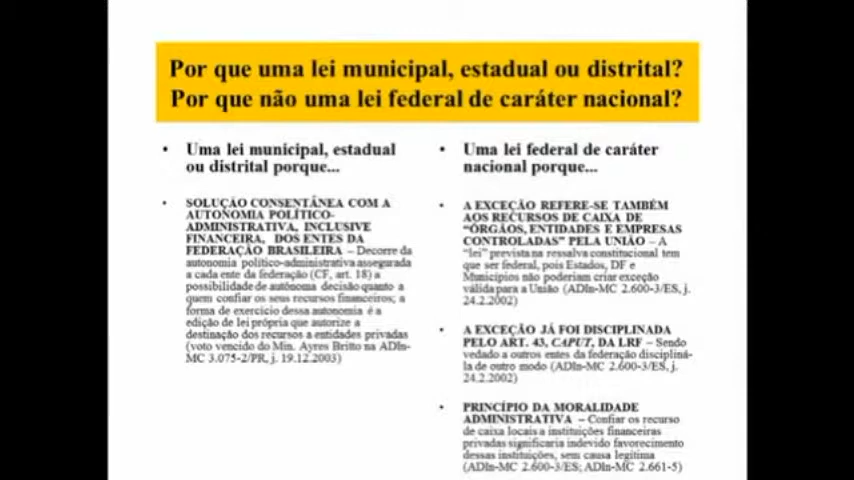 Por que uma lei municipal, estadual ou distrital?
Por que não uma lei federal de caráter nacional?
• Uma lei municipal, estadual
ou distrital porque...
• SOLUÇÃO CONSENTÂNEA COM A
AUTONOMIA POLÍTICO-
ADMINISTRATIVA, INCLUSIVE
FINANCEIRA, DOS ENTES DA
FEDERAÇÃO BRASILEIRA – Decorre da
autonomia político-administrativa assegurada
a cada ente da federação (CF, art. 18) a
possibilidade de autônoma decisão quanto a
quem confiar os seus recursos financeiros; a
forma de exercício dessa autonomia é a
edição de lei própria que autorize a
destinação dos recursos a entidades privadas
(voto vencido do Min. Ayres Britto na ADIn-
MC 3.075-2/PR, j. 19.12.2003)
• Uma lei federal de caráter
nacional porque...
• A EXCEÇÃO REFERE-SE TAMBÉM
AOS RECURSOS DE CAIXA DE
“ÓRGÃOS, ENTIDADES E EMPRESAS
CONTROLADAS” PELA UNIÃO – A
“lei” prevista na ressalva constitucional tem
que ser federal, pois Estados, DF e
Municípios não poderiam criar exceção
válida para a União (ADIn-MC 2.600-3/ES, j.
24.2.2002)
• A EXCEÇÃO JÁ FOI DISCIPLINADA
PELO ART. 43, CAPUT, DA LRF – Sendo
vedado a outros entes da federação discipliná-
la de outro modo (ADIn-MC 2.600-3/ES, j.
24.2.2002)
• PRINCÍPIO DA MORALIDADE
ADMINISTRATIVA – Confiar os recurso
de caixa locais a instituições financeiras
privadas significaria indevido favorecimento
dessas instituições, sem causa legítima
(ADIn-MC 2.600-3/ES; ADIn-MC 2.661-5)